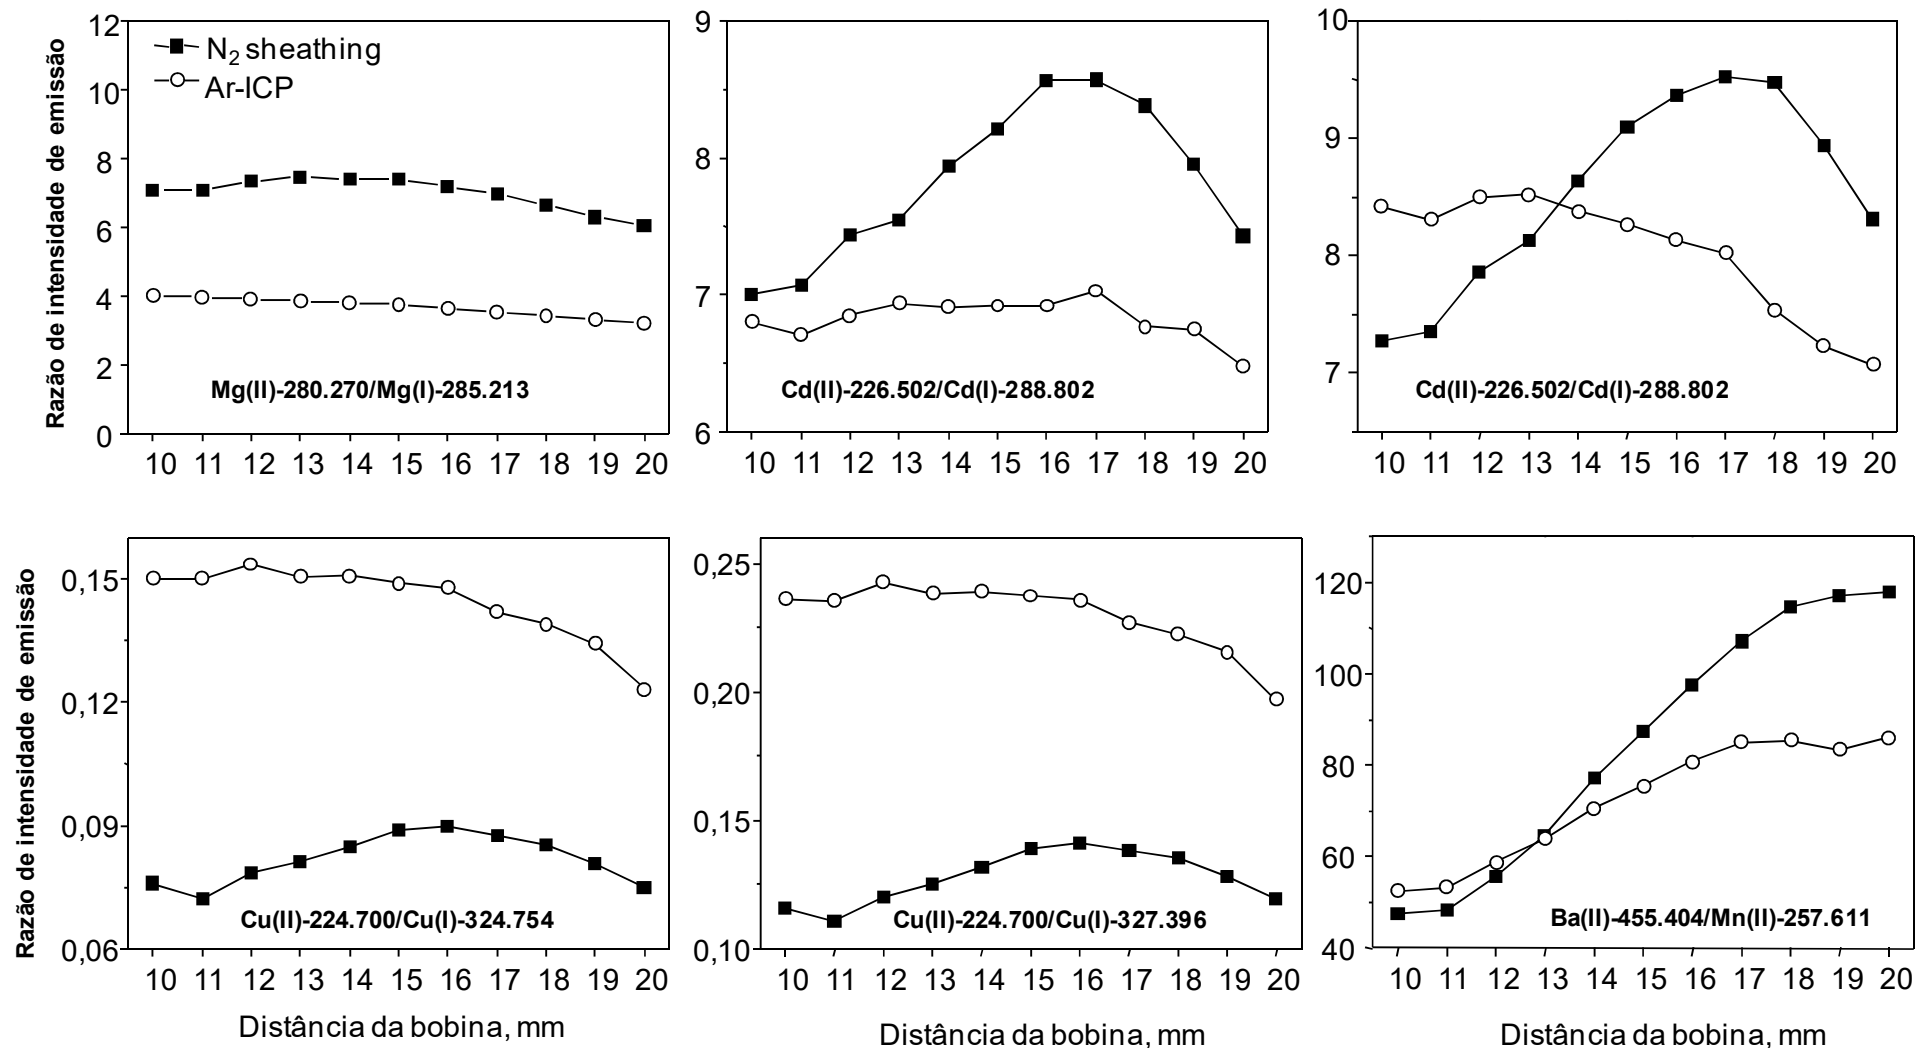 Razão de intensidade de emissão
12
10
8
6
4
2
0
N2 sheathing
Ar-ICP
Mg(II)-280.270/Mg(I)-285.213
10 11 12 13 14 15 16 17 18 19 20
9
8
7
6
Cd(II)-226.502/Cd(I)-288.802
10 11 12 13 14 15 16 17 18 19 20
10
9
8
7
Cd(II)-226.502/Cd(I)-288.802
10 11 12 13 14 15 16 17 18 19 20
Razão de intensidade de emissão
0,15
0,12
0,09
0,06
Cu(II)-224.700/Cu(I)-324.754
10 11 12 13 14 15 16 17 18 19 20
Distância da bobina, mm
0,25
0,20
0,15
0,10
Cu(II)-224.700/Cu(I)-327.396
10 11 12 13 14 15 16 17 18 19 20
Distância da bobina, mm
120
100
80
60
40
Ba(II)-455.404/Mn(II)-257.611
10 11 12 13 14 15 16 17 18 19 20
Distância da bobina, mm